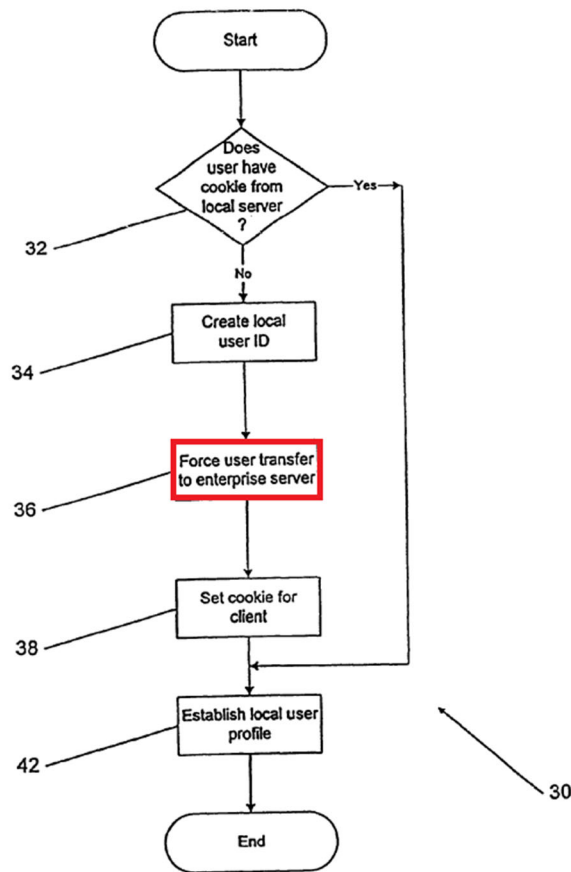 Start
Does
user have
cookie from
local server
?
Yes
32
No
Create local
user ID
34
Force user transfer
to enterprise server
36
Set cookie for
client
38
Establish local user
profile
42
30
End